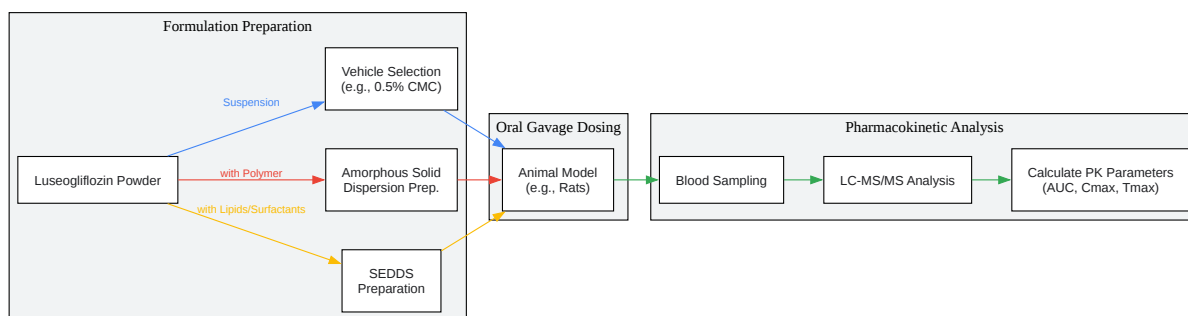 Formulation Preparation
Vehicle Selection
(e.g., 0.5% CMC)
Suspension
Luseogliflozin Powder
with Polymer
Amorphous Solid
Dispersion Prep.
with Lipids/Surfactants
SEDDS
Preparation
Oral Gavage Dosing
Animal Model
(e.g., Rats)
Pharmacokinetic Analysis
Blood Sampling
LC-MS/MS Analysis
Calculate PK Parameters
(AUC, Cmax, Tmax)